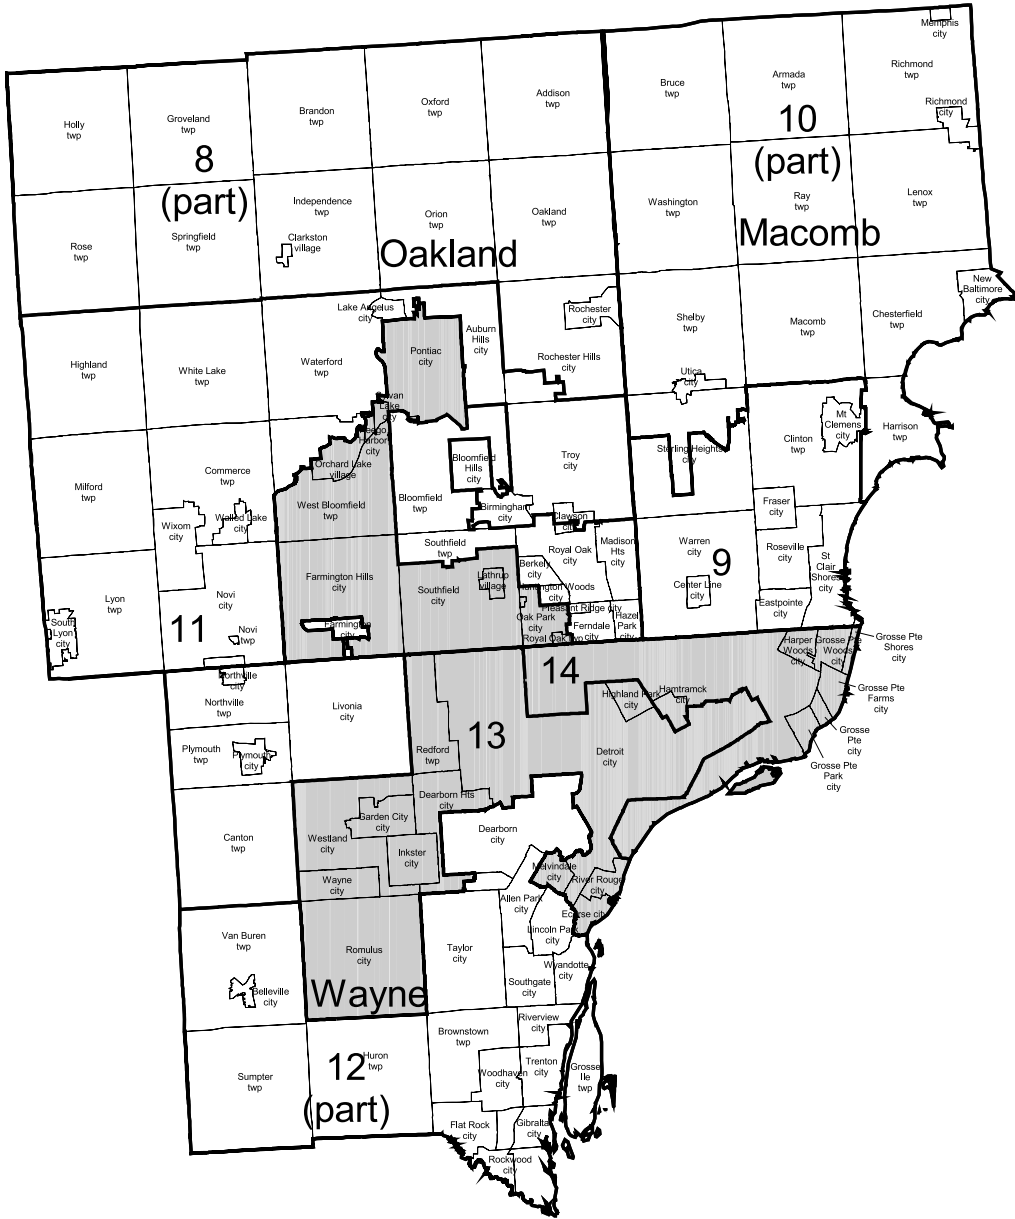 Memphis
city
Holly
twp
Groveland
twp
Brandon
twp
Oxford
twp
Addison
twp
Bruce
twp
Armada
twp
Richmond
twp
Richmond
city
8
(part)
10
(part)
Rose
twp
Springfield
twp
Independence
twp
Clarkston
village
Orion
twp
Oakland
twp
Oakland
Washington
twp
Ray
twp
Lenox
twp
Macomb
New
Baltimore
city
Highland
twp
White Lake
twp
Waterford
twp
Lake Angelus
city
Pontiac
city
Auburn
Hills
city
Rochester
city
Rochester Hills
city
Shelby
twp
Utica
city
Macomb
twp
Chesterfield
twp
Lake
city
Harbor
city
Orchard Lake
village
Milford
twp
Commerce
twp
Wixom
city
Walled Lake
city
West Bloomfield
twp
Bloomfield
twp
Bloomfield
Hills
city
Birmingham
city
Troy
city
Clawson
city
Sterling Heights
city
Clinton
twp
Mt
Clemens
city
Harrison
twp
Fraser
city
Lyon
twp
South
Lyon
city
11
Novi
city
Novi
twp
Farmington Hills
city
Farmington
city
Southfield
twp
Southfield
city
Lathrup
village
Berkely
city
Royal Oak
city
Madison
Hts
city
Huntington Woods
city
Pleasant Ridge city
Oak Park
city
Royal Oak twp
Ferndale
city
Hazel
Park
city
Warren
city
Center Line
city
9
Roseville
city
Eastpointe
city
St
Clair
Shores
city
Northville
city
Northville
twp
Plymouth
twp
Plymouth
city
Livonia
city
Redford
twp
13
14
Highland Park
city
Hamtramck
city
Detroit
city
Harper
Woods
city
Grosse Pte
Woods
city
Grosse Pte
Shores
city
Grosse Pte
Farms
city
Grosse
Pte
city
Grosse Pte
Park
city
Canton
twp
Westland
city
Garden City
city
Dearborn Hts
city
Inkster
city
Wayne
city
Dearborn
city
Melvindale
city
River Rouge
city
Ecorse city
Allen Park
city
Lincoln Park
city
Van Buren
twp
Belleville
city
Romulus
city
Wayne
Taylor
city
Southgate
city
Wyandotte
city
Sumpter
twp
12
(part)
Huron
twp
Brownstown
twp
Riverview
city
Woodhaven
city
Trenton
city
Grosse
Ile
twp
Flat Rock
city
Gibraltar
city
Rockwood
city